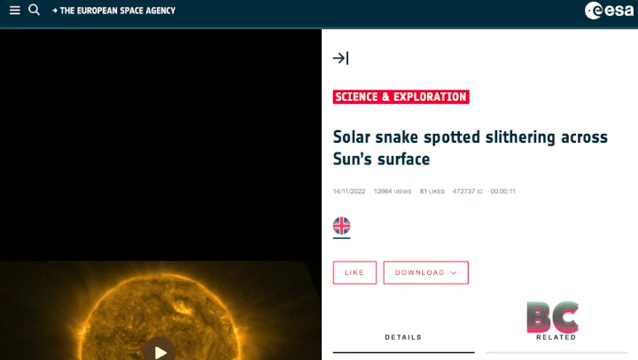 + THE EUROPEAN SPACE AGENCY
esa
SCIENCE & EXPLORATION
Solar snake spotted slithering across
Sun's surface
14/11/2022 12664 VIEWS 81 LIKES 472737 ID 00:00:11
LIKE
DOWNLOAD
BC
DETAILS
RELATED